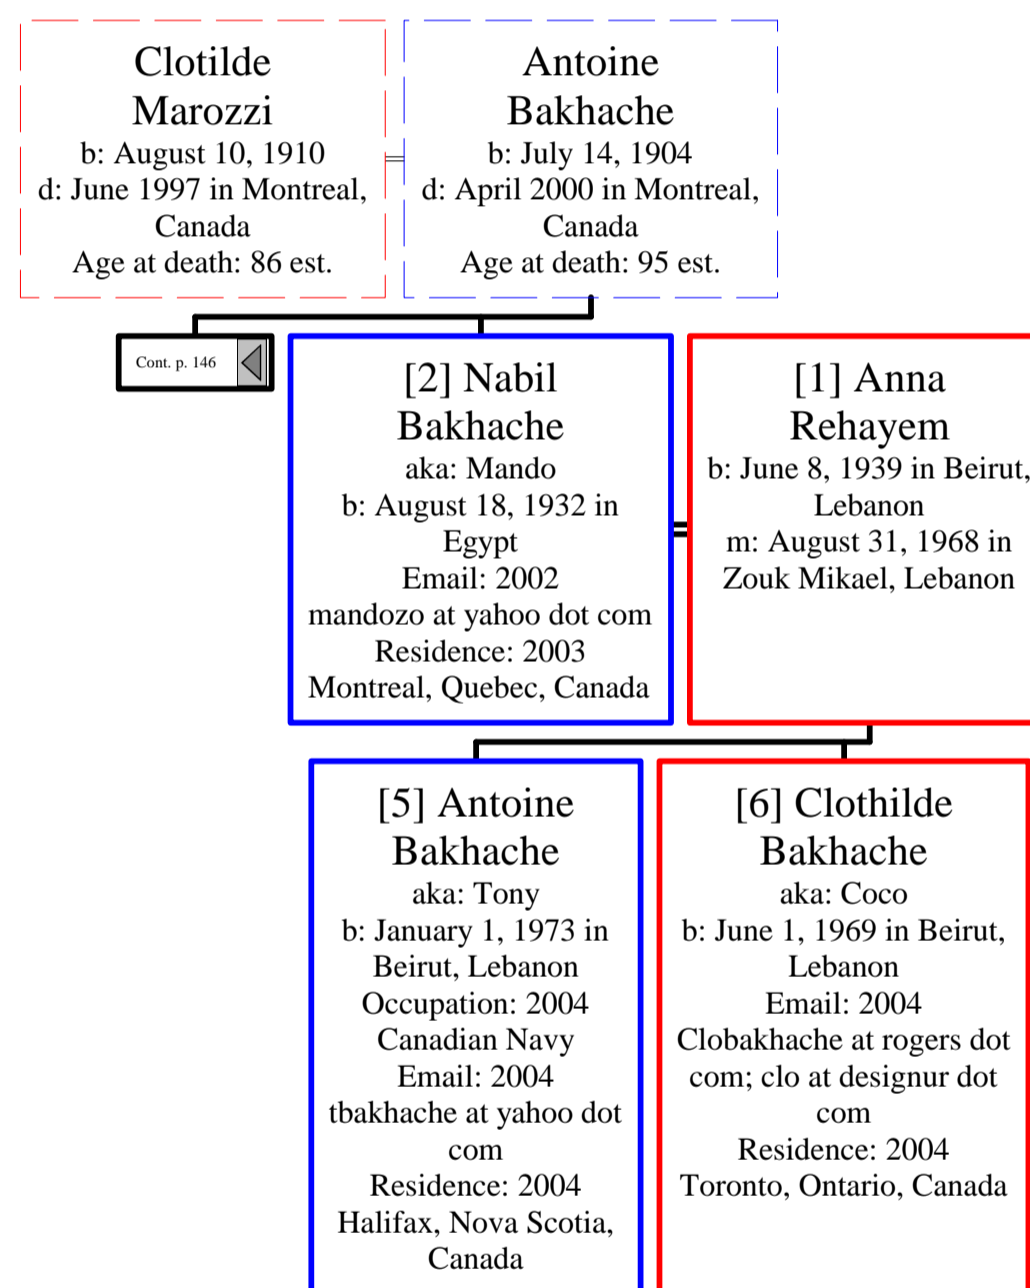 Clotilde
Marozzi
b: August 10, 1910
d: June 1997 in Montreal,
Canada
Age at death: 86 est.
Antoine
Bakhache
b: July 14, 1904
d: April 2000 in Montreal,
Canada
Age at death: 95 est.
Cont. p. 146
[2] Nabil
Bakhache
aka: Mando
b: August 18, 1932 in
Egypt
Email: 2002
mandozo at yahoo dot com
Residence: 2003
Montreal, Quebec, Canada
[1] Anna
Rehayem
b: June 8, 1939 in Beirut,
Lebanon
m: August 31, 1968 in
Zouk Mikael, Lebanon
[5] Antoine
Bakhache
aka: Tony
b: January 1, 1973 in
Beirut, Lebanon
Occupation: 2004
Canadian Navy
Email: 2004
tbakhache at yahoo dot
com
Residence: 2004
Halifax, Nova Scotia,
Canada
[6] Clothilde
Bakhache
aka: Coco
b: June 1, 1969 in Beirut,
Lebanon
Email: 2004
Clobakhache at rogers dot
com; clo at designur dot
com
Residence: 2004
Toronto, Ontario, Canada